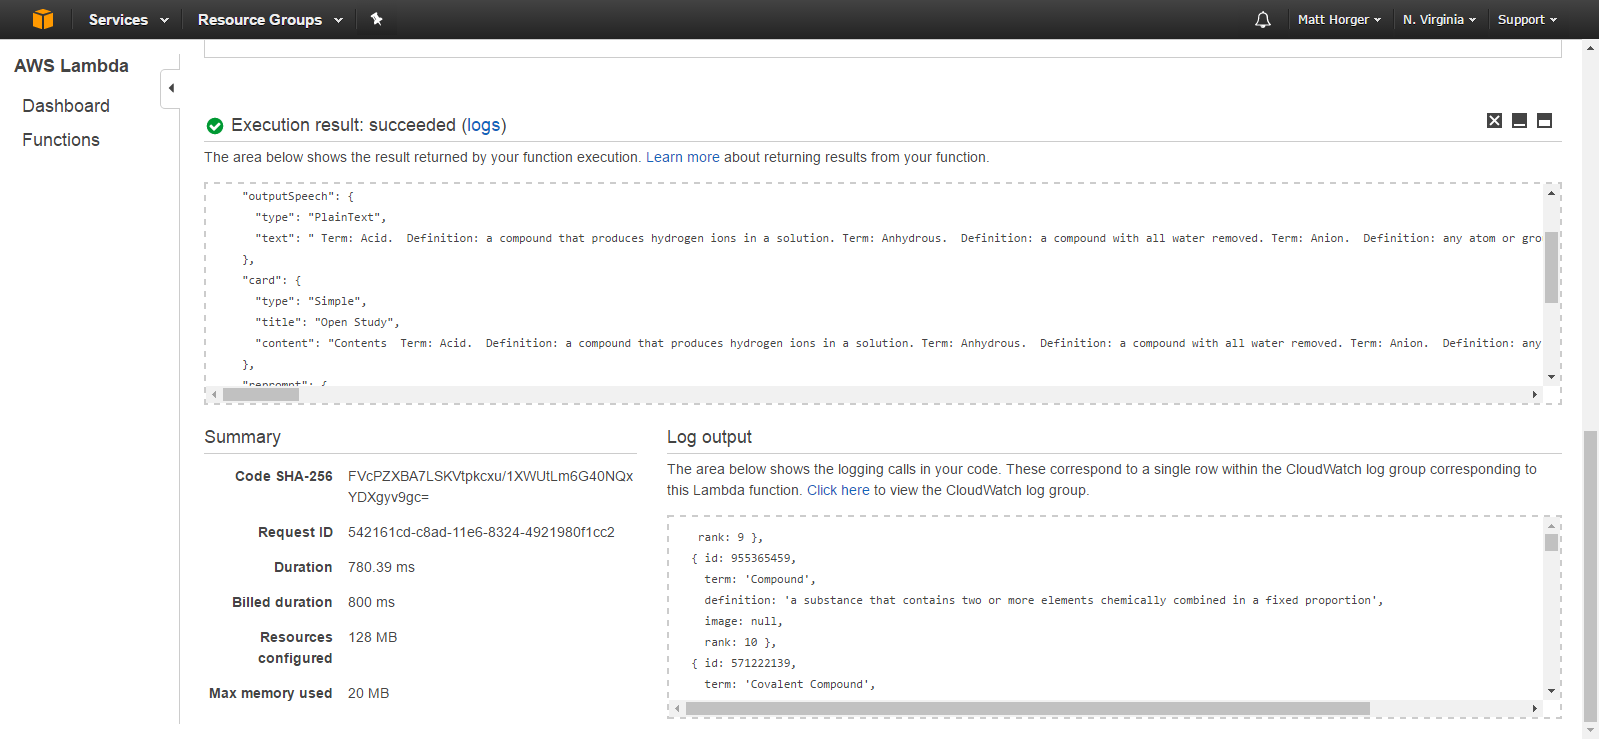 Services Resource Groups Matt Horger N. Virginia Support
AWS Lambda
Dashboard
Functions
Execution result: succeeded (logs)
The area below shows the result returned by your function execution. Learn more about returning results from your function.
"outputSpeech": {
"type": "PlainText",
"text": " Term: Acid.  Definition: a compound that produces hydrogen ions in a solution. Term: Anhydrous.  Definition: a compound with all water removed. Term: Anion.  Definition: any atom or gro
},
"card": {
"type": "Simple",
"title": "Open Study",
"content": "Contents  Term: Acid.  Definition: a compound that produces hydrogen ions in a solution. Term: Anhydrous.  Definition: a compound with all water removed. Term: Anion.  Definition: any
},
"reprompt": {
Summary
Code SHA-256 FVcPZXBA7LSKVtpkcxu/1XWUtLm6G40NQx
YDXgyv9gc=
Request ID 542161cd-c8ad-11e6-8324-4921980f1cc2
Duration 780.39 ms
Billed duration 800 ms
Resources 128 MB
configured
Max memory used 20 MB
Log output
The area below shows the logging calls in your code. These correspond to a single row within the CloudWatch log group corresponding to
this Lambda function. Click here to view the CloudWatch log group.
rank: 9 },
{ id: 955365459,
term: 'Compound',
definition: 'a substance that contains two or more elements chemically combined in a fixed proportion',
image: null,
rank: 10 },
{ id: 571222139,
term: 'Covalent Compound',